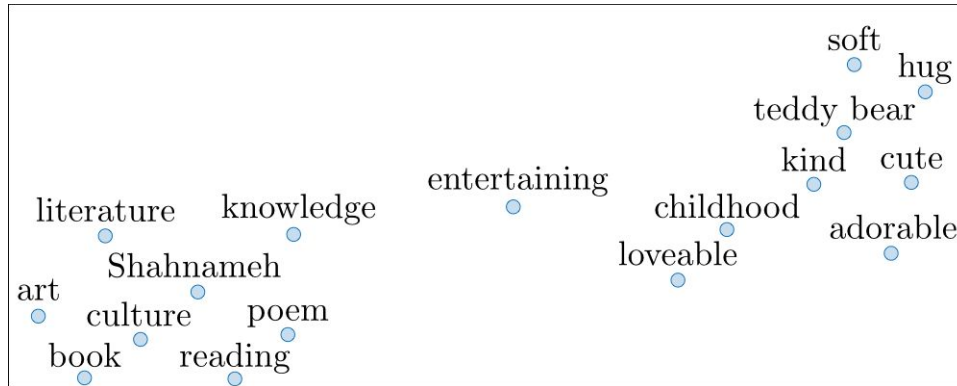 soft
hug
teddy bear
kind
cute
entertaining
literature
knowledge
childhood
adorable
loveable
Shahnameh
art
culture
poem
book
reading